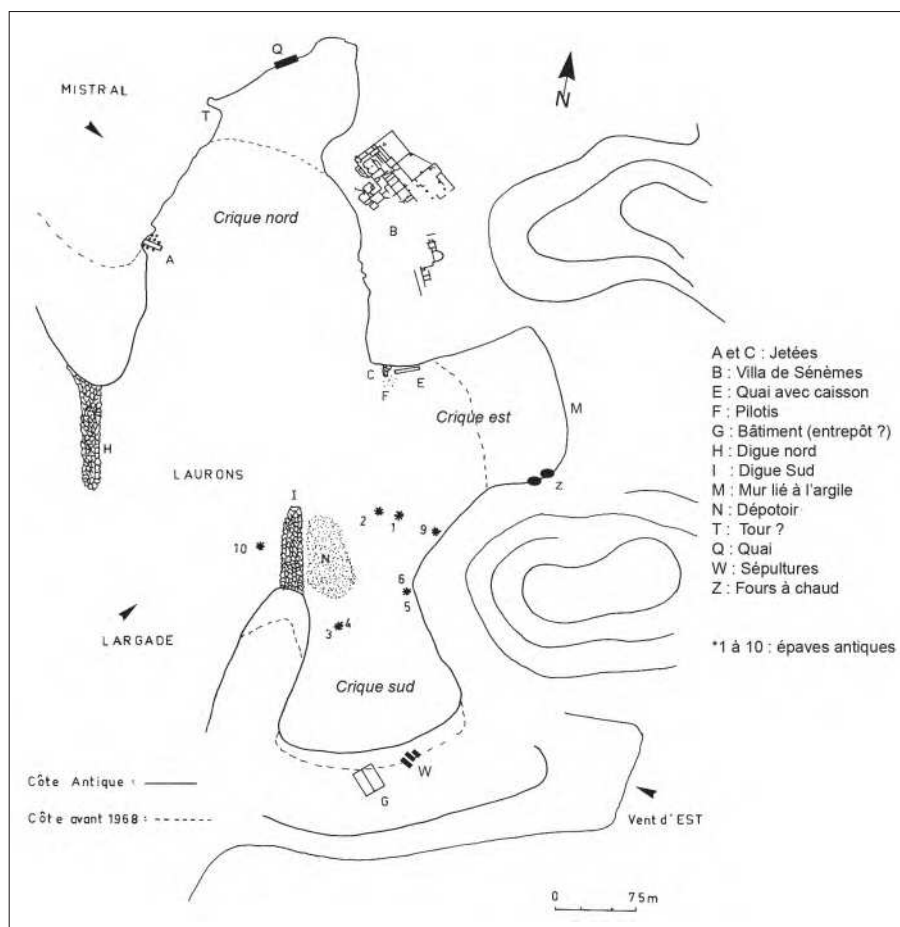 Q
N
MISTRAL
T
Crique nord
B
A
C
E
F
Crique est
M
H
LAURONS
Z
I
2
1
9
10
N
6
5
LARGADE
3
4
Crique sud
W
G
Côte Antique :
Côte avant 1968 :
Vent d'EST
0 75m
A et C : Jetées
B : Villa de Sénèmes
E : Quai avec caisson
F : Pilotis
G : Bâtiment (entrepôt ?)
H : Digue nord
I : Digue Sud
M : Mur lié à l'argile
N : Dépotoir
T : Tour ?
Q : Quai
W : Sépultures
Z : Fours à chaud
*1 à 10 : épaves antiques